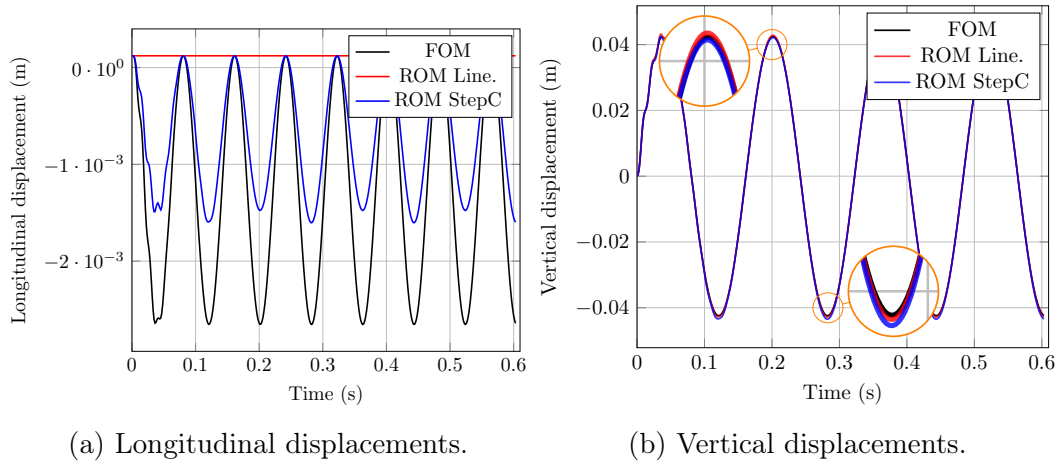 FOM
ROM Line.
ROM StepC
0·10⁰
−1·10⁻³
−2·10⁻³
Longitudinal displacement (m)
0 0.1 0.2 0.3 0.4 0.5 0.6
Time (s)
(a) Longitudinal displacements.
FOM
ROM Line.
ROM StepC
0.04
0.02
0
−0.02
−0.04
Vertical displacement (m)
0 0.1 0.2 0.3 0.4 0.5 0.6
Time (s)
(b) Vertical displacements.